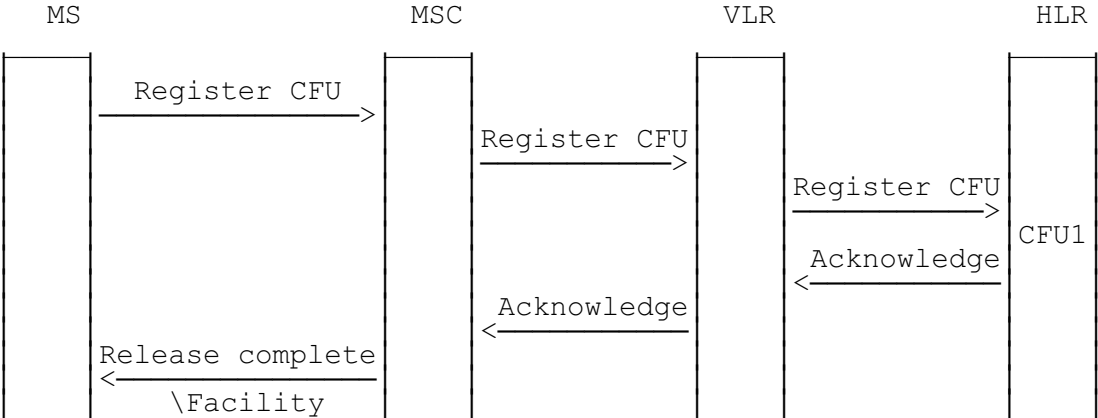 MS MSC VLR HLR
Register CFU
Register CFU
Register CFU
CFU1
Acknowledge
Acknowledge
Release complete
\Facility